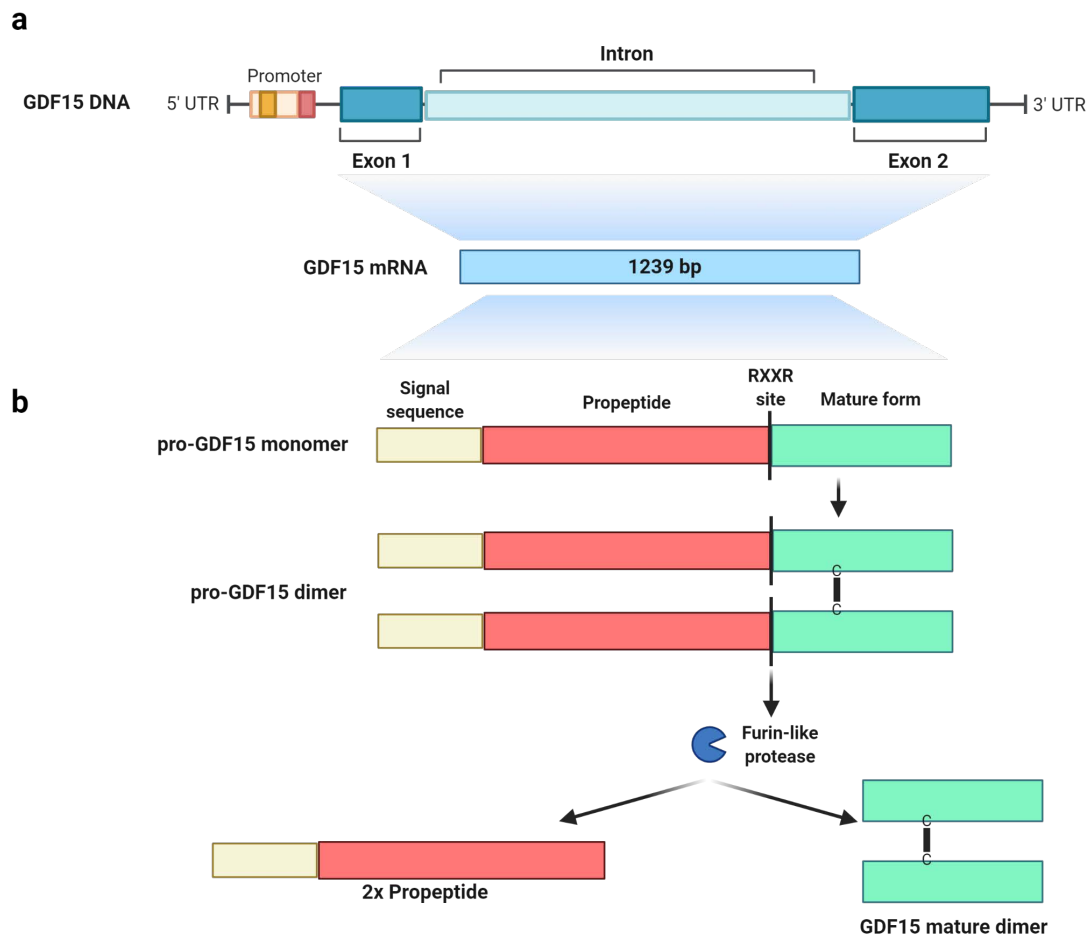 a
Intron
Promoter
GDF15 DNA
5' UTR
3' UTR
Exon 1
Exon 2
GDF15 mRNA
1239 bp
b
Signal
sequence
Propeptide
RXXR
site
Mature form
pro-GDF15 monomer
pro-GDF15 dimer
C
C
Furin-like
protease
2x Propeptide
C
C
GDF15 mature dimer